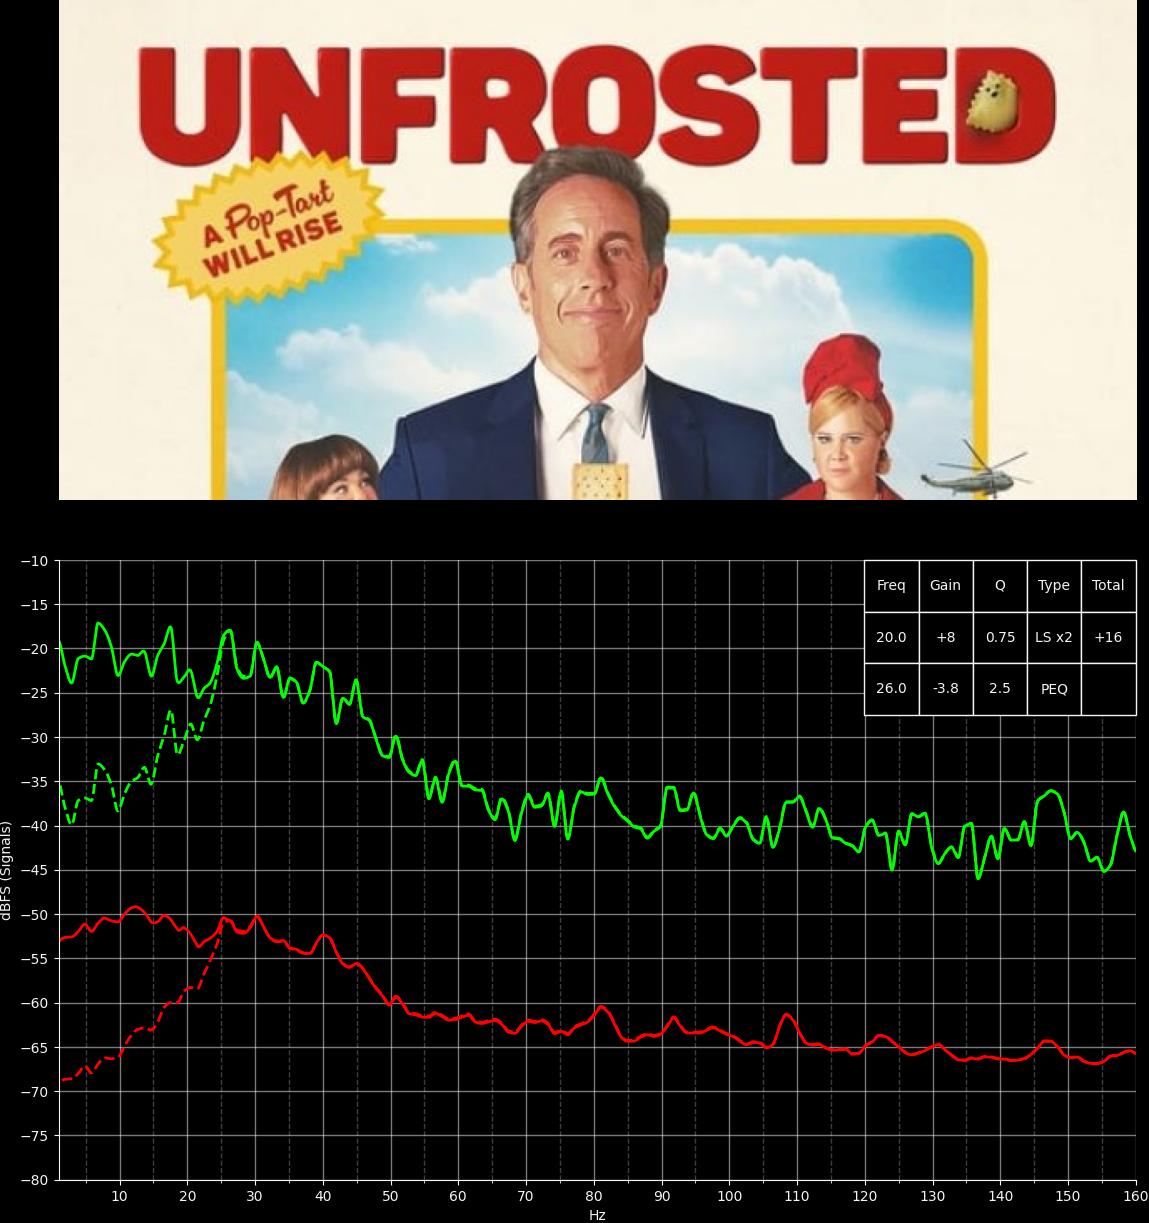 UNFROSTED
A Pop-Tart
WILL RISE
Freq Gain Q Type Total
20.0 +8 0.75 LS x2 +16
26.0 -3.8 2.5 PEQ
−10
−15
−20
−25
−30
−35
−40
−45
−50
−55
−60
−65
−70
−75
−80
dBFS (Signals)
10 20 30 40 50 60 70 80 90 100 110 120 130 140 150 160
Hz